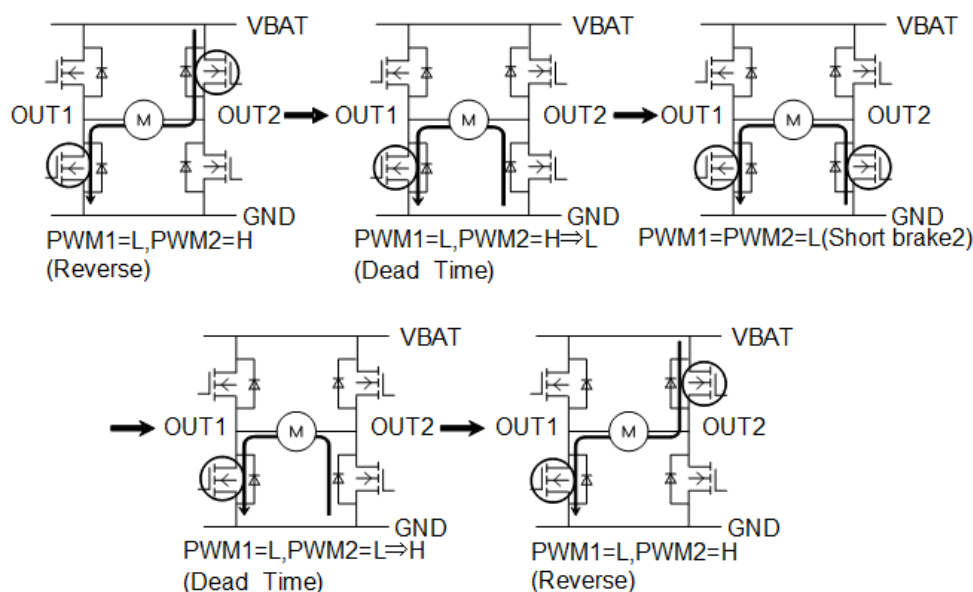 VBAT
VBAT
VBAT
OUT1
M
OUT2
OUT1
M
OUT2
OUT1
M
OUT2
GND
GND
GND
PWM1=L,PWM2=H
(Reverse)
PWM1=L,PWM2=H⇒L
(Dead Time)
PWM1=PWM2=L(Short brake2)
VBAT
VBAT
OUT1
M
OUT2
OUT1
M
OUT2
GND
GND
PWM1=L,PWM2=L⇒H
(Dead Time)
PWM1=L,PWM2=H
(Reverse)